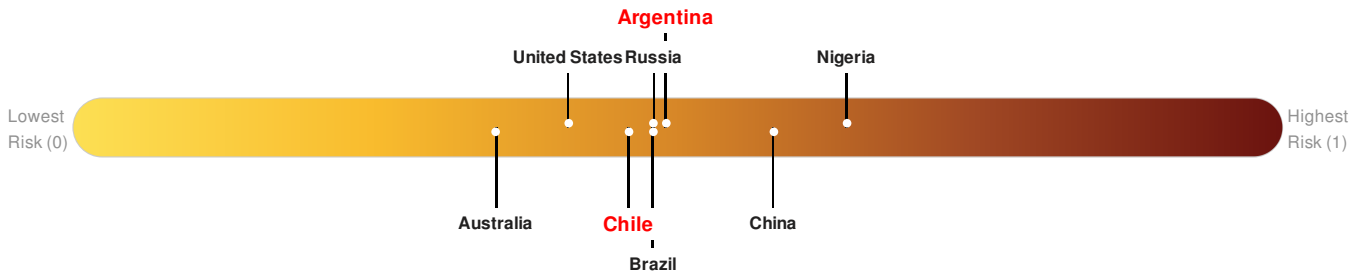 Argentina
United States Russia Nigeria
Lowest
Risk (0)
Highest
Risk (1)
Australia Chile China
Brazil